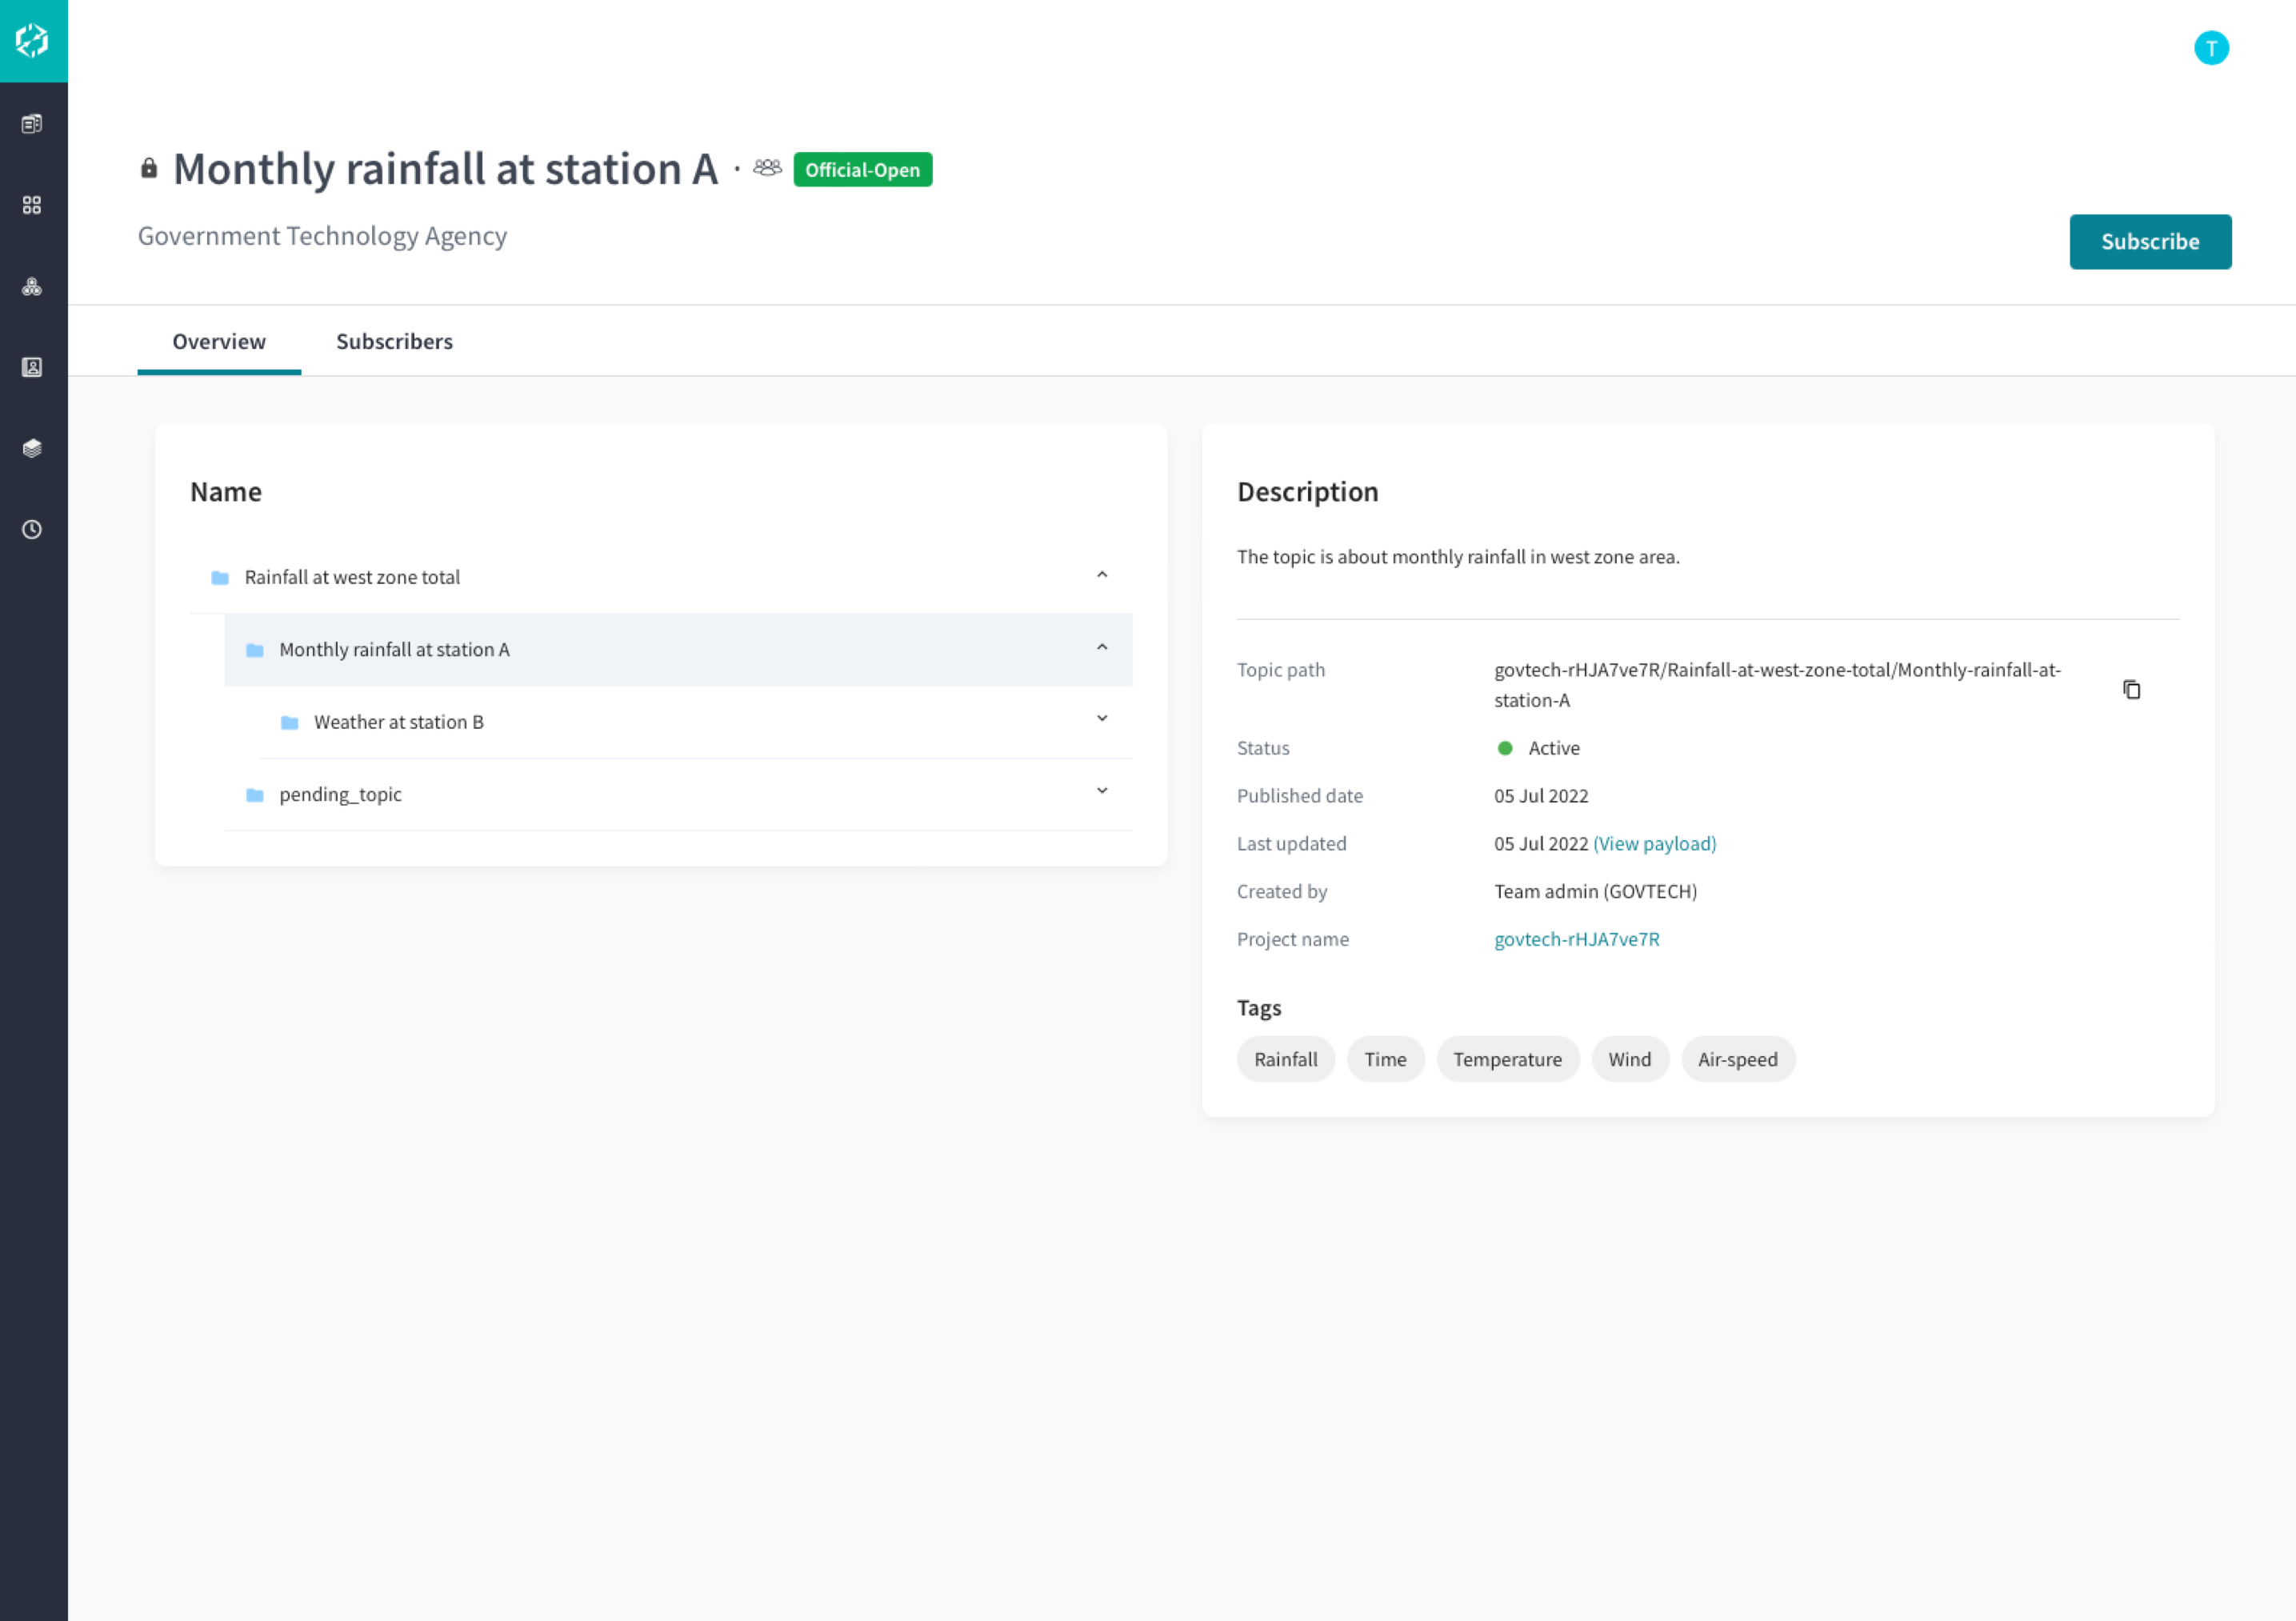 T
Monthly rainfall at station A · Official-Open
Government Technology Agency
Subscribe
Overview Subscribers
Name
Rainfall at west zone total
Monthly rainfall at station A
Weather at station B
pending_topic
Description
The topic is about monthly rainfall in west zone area.
Topic path govtech-rHJA7ve7R/Rainfall-at-west-zone-total/Monthly-rainfall-at-
station-A
Status Active
Published date 05 Jul 2022
Last updated 05 Jul 2022 (View payload)
Created by Team admin (GOVTECH)
Project name govtech-rHJA7ve7R
Tags
Rainfall Time Temperature Wind Air-speed